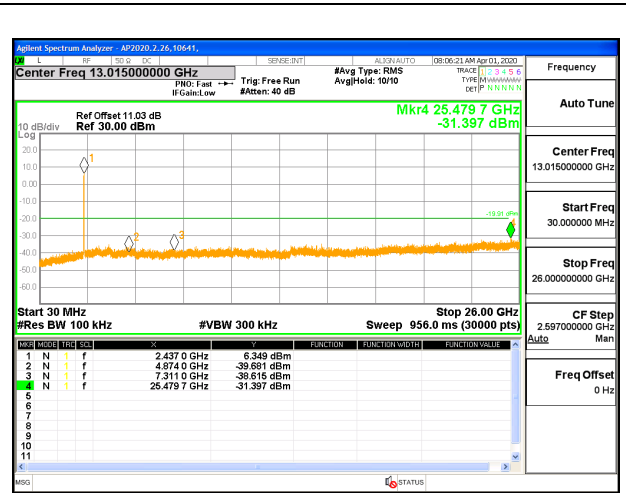 Agilent Spectrum Analyzer - AP2020.2.26,10641,
L RF 50 Ω DC SENSE:INT ALIGNAUTO 08:06:21 AM Apr 01, 2020
Center Freq 13.015000000 GHz
PNO: Fast
IFGain:Low
Trig: Free Run
#Atten: 40 dB
#Avg Type: RMS
Avg|Hold: 10/10
TRACE 1 2 3 4 5 6
TYPE M
DET P N N N N N
Mkr4 25.479 7 GHz
-31.397 dBm
Ref Offset 11.03 dB
10 dB/div Ref 30.00 dBm
Log
20.0
10.0
0.00
-10.0
-20.0
-30.0
-40.0
-50.0
-60.0
1
2
3
4
-19.31 dBm
Start 30 MHz Stop 26.00 GHz
#Res BW 100 kHz #VBW 300 kHz Sweep 956.0 ms (30000 pts)
MKR MODE TRC SCL X Y FUNCTION FUNCTION WIDTH FUNCTION VALUE
1 N 1 f 2.437 0 GHz 6.349 dBm
2 N 1 f 4.874 0 GHz -39.681 dBm
3 N 1 f 7.311 0 GHz -38.615 dBm
4 N 1 f 25.479 7 GHz -31.397 dBm
5
6
7
8
9
10
11
MSG STATUS
Frequency
Auto Tune
Center Freq
13.015000000 GHz
Start Freq
30.000000 MHz
Stop Freq
26.000000000 GHz
CF Step
2.597000000 GHz
Auto Man
Freq Offset
0 Hz